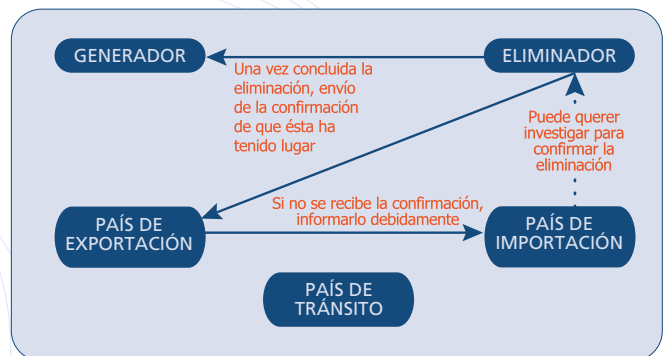 GENERADOR
ELIMINADOR
Una vez concluida la
eliminación, envío
de la confirmación
de que ésta ha
tenido lugar
Puede querer
investigar para
confirmar la
eliminación
Si no se recibe la confirmación,
informarlo debidamente
PAÍS DE
EXPORTACIÓN
PAÍS DE
IMPORTACIÓN
PAÍS DE
TRÁNSITO